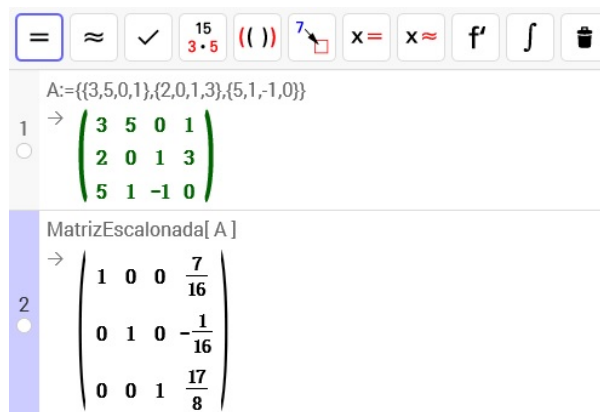 = ≈ ✓ 15 3·5 (( )) 7 x= x≈ f′ ∫
A:={{3,5,0,1},{2,0,1,3},{5,1,-1,0}}
1
→ 3 5 0 1
2 0 1 3
5 1 -1 0
MatrizEscalonada[ A ]
2
→ 1 0 0 7/16
0 1 0 -1/16
0 0 1 17/8